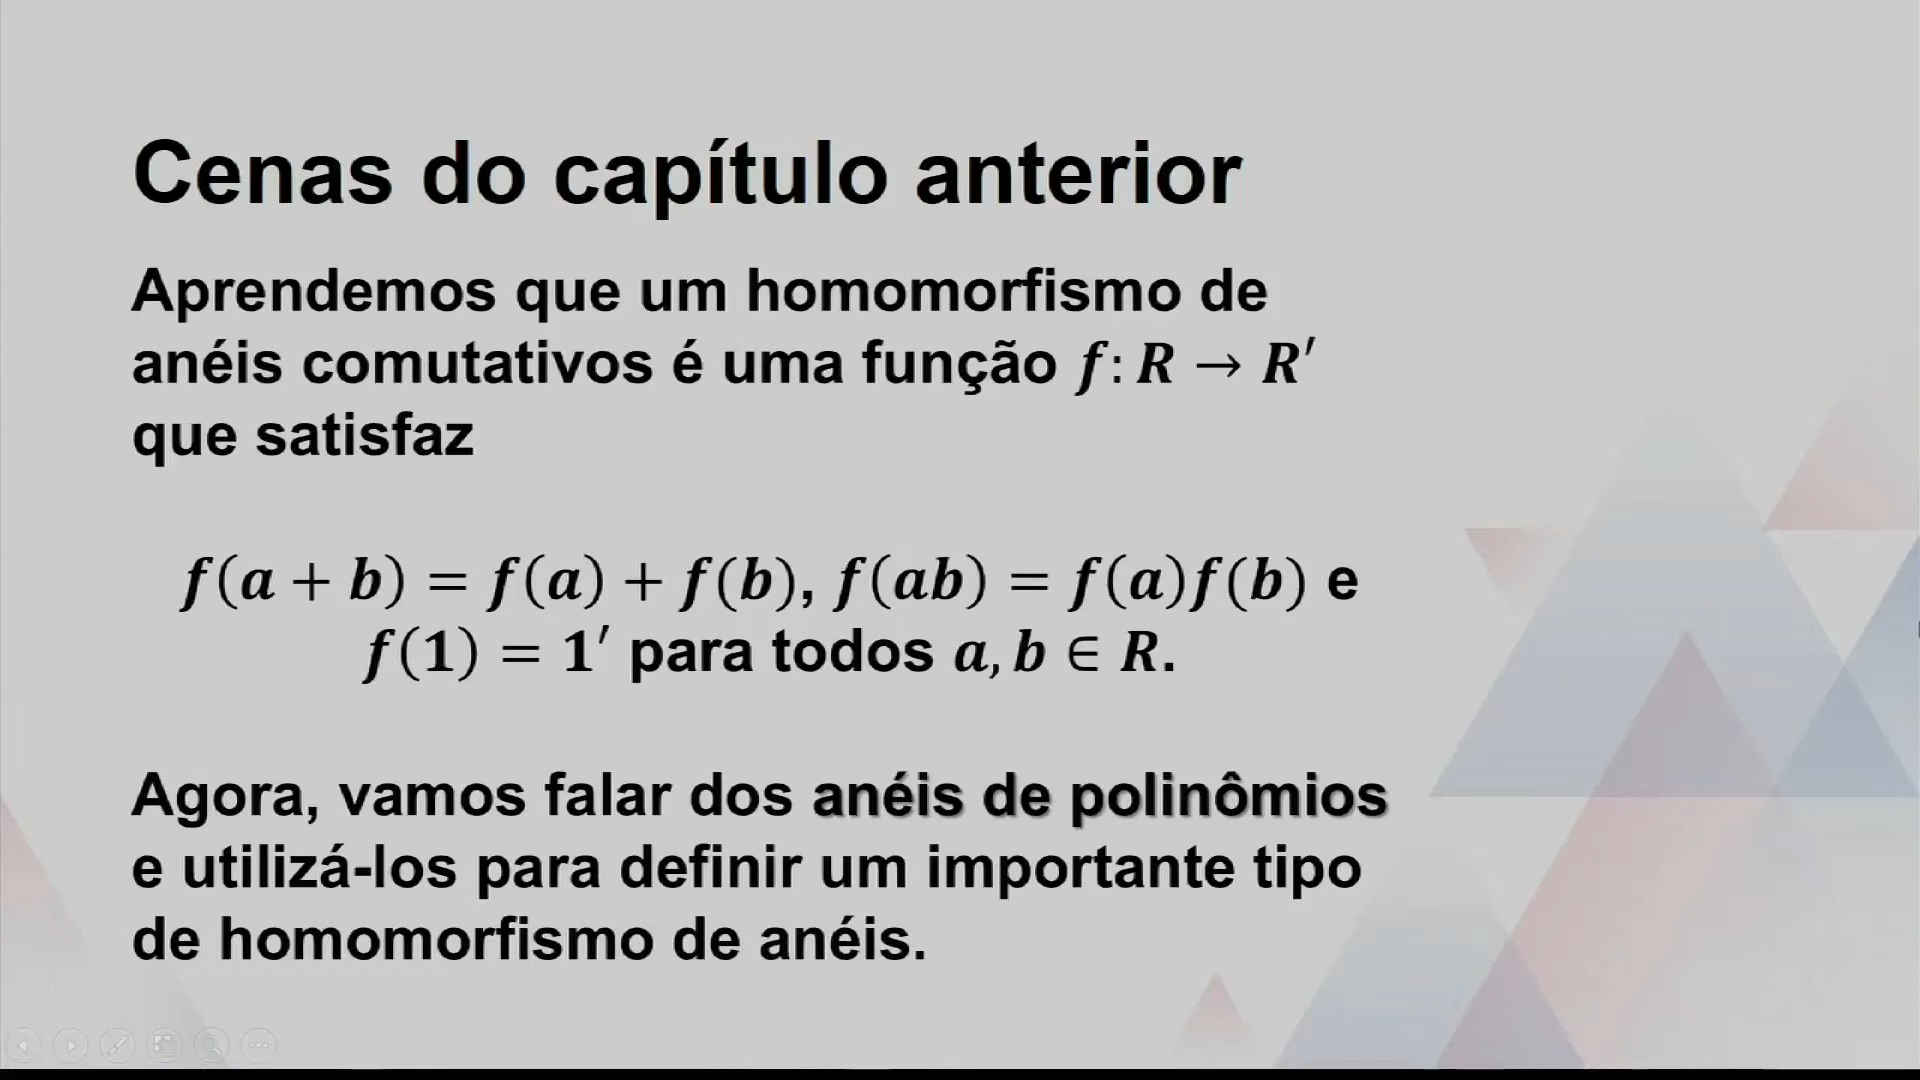 Cenas do capítulo anterior
Aprendemos que um homomorfismo de
anéis comutativos é uma função f: R → R′
que satisfaz
f(a + b) = f(a) + f(b), f(ab) = f(a)f(b) e
f(1) = 1′ para todos a, b ∈ R.
Agora, vamos falar dos anéis de polinômios
e utilizá-los para definir um importante tipo
de homomorfismo de anéis.